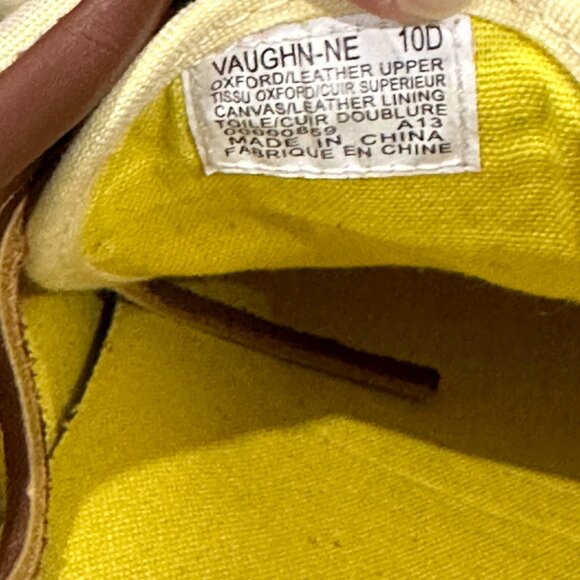 VAUGHN-NE 10D
OXFORD/LEATHER UPPER
TISSU OXFORD/CUIR SUPERIEUR
CANVAS/LEATHER LINING
TOILE/CUIR DOUBLURE
00000859 A13
MADE IN CHINA
FABRIQUE EN CHINE